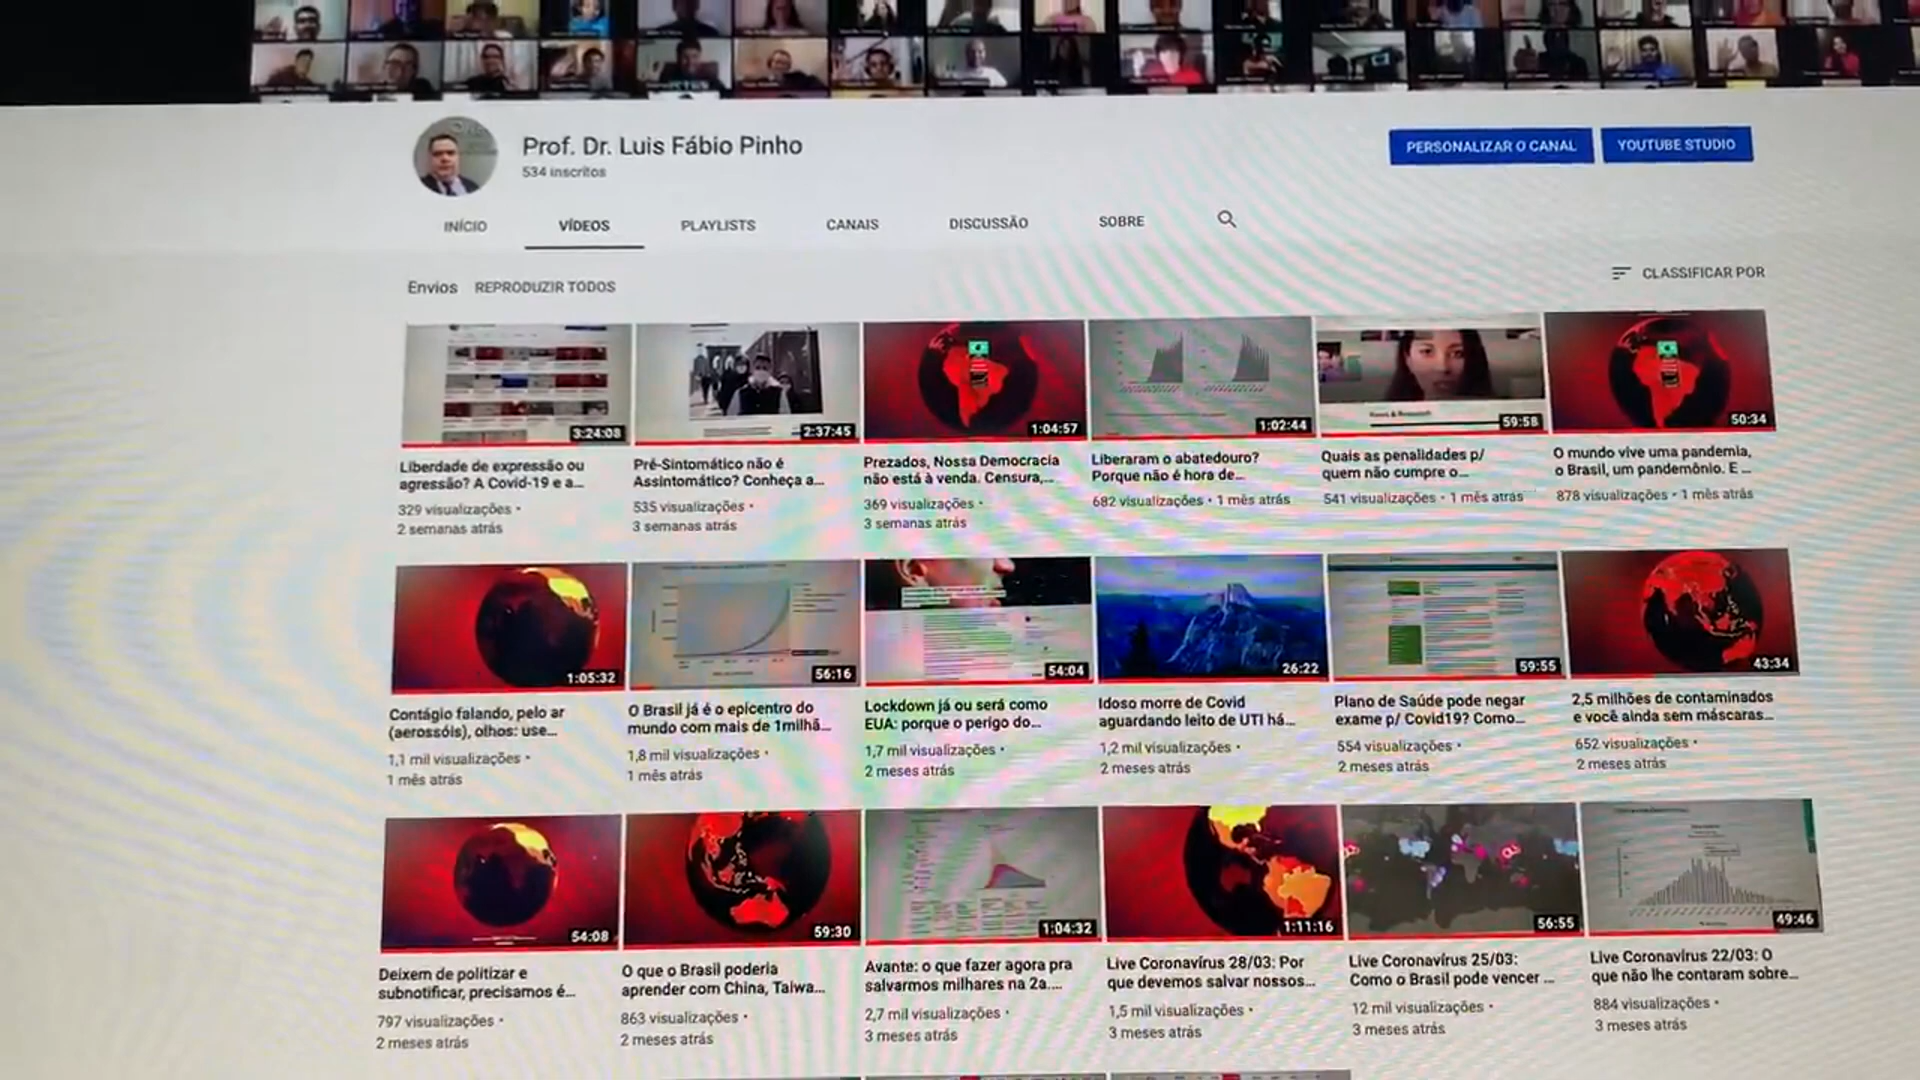 Prof. Dr. Luis Fábio Pinho
534 inscritos
PERSONALIZAR O CANAL
YOUTUBE STUDIO
INÍCIO
VÍDEOS
PLAYLISTS
CANAIS
DISCUSSÃO
SOBRE
Envios
REPRODUZIR TODOS
CLASSIFICAR POR
3:24:08
Liberdade de expressão ou
agressão? A Covid-19 e a...
329 visualizações •
2 semanas atrás
2:37:45
Pré-Sintomático não é
Assintomático? Conheça a...
535 visualizações •
3 semanas atrás
1:04:57
Prezados, Nossa Democracia
não está à venda. Censura,...
369 visualizações •
3 semanas atrás
1:02:44
Liberaram o abatedouro?
Porque não é hora de...
682 visualizações • 1 mês atrás
59:58
Quais as penalidades p/
quem não cumpre o...
541 visualizações • 1 mês atrás
50:34
O mundo vive uma pandemia,
o Brasil, um pandemônio. E ...
878 visualizações • 1 mês atrás
1:05:32
Contágio falando, pelo ar
(aerossóis), olhos: use...
1,1 mil visualizações •
1 mês atrás
56:16
O Brasil já é o epicentro do
mundo com mais de 1milhã...
1,8 mil visualizações •
1 mês atrás
54:04
Lockdown já ou será como
EUA: porque o perigo do...
1,7 mil visualizações •
2 meses atrás
26:22
Idoso morre de Covid
aguardando leito de UTI há...
1,2 mil visualizações •
2 meses atrás
59:55
Plano de Saúde pode negar
exame p/ Covid19? Como...
554 visualizações •
2 meses atrás
43:34
2,5 milhões de contaminados
e você ainda sem máscaras...
652 visualizações •
2 meses atrás
54:08
Deixem de politizar e
subnotificar, precisamos é...
797 visualizações •
2 meses atrás
59:30
O que o Brasil poderia
aprender com China, Taiwa...
863 visualizações •
2 meses atrás
1:04:32
Avante: o que fazer agora pra
salvarmos milhares na 2a....
2,7 mil visualizações •
3 meses atrás
1:11:16
Live Coronavírus 28/03: Por
que devemos salvar nossos...
1,5 mil visualizações •
3 meses atrás
56:55
Live Coronavírus 25/03:
Como o Brasil pode vencer ...
12 mil visualizações •
3 meses atrás
49:46
Live Coronavírus 22/03: O
que não lhe contaram sobre...
884 visualizações •
3 meses atrás